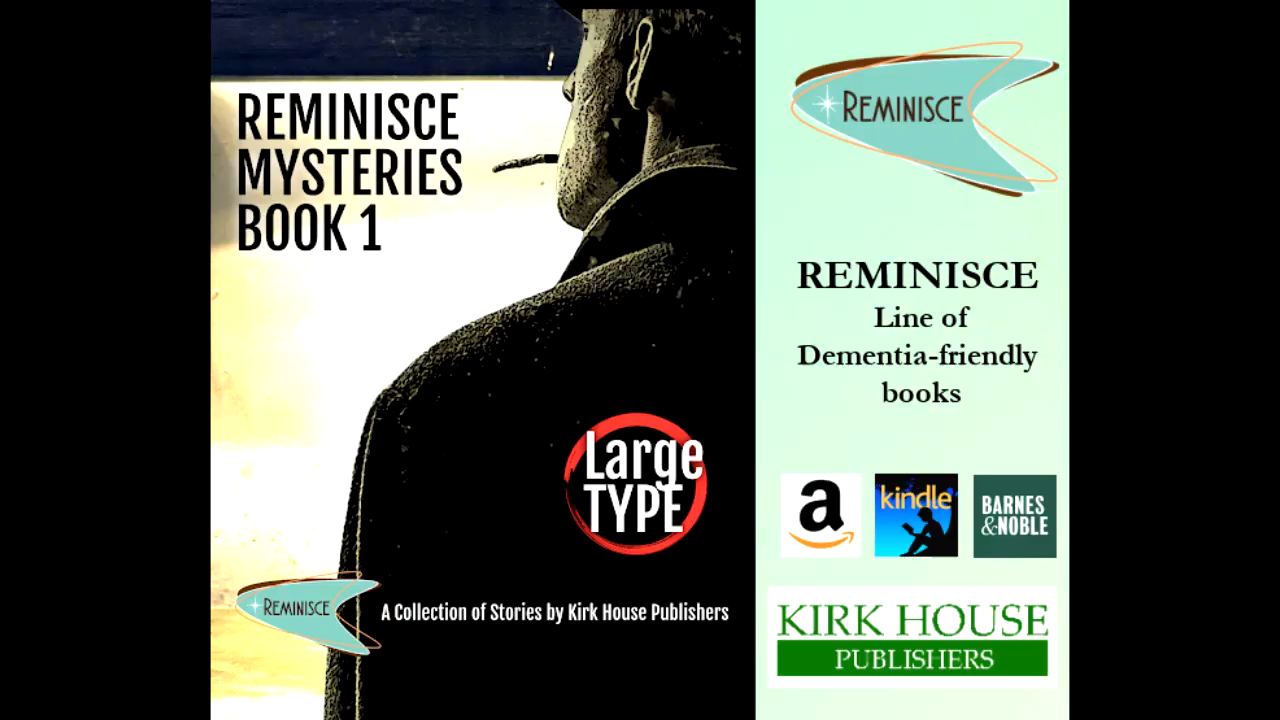 REMINISCE
MYSTERIES
BOOK 1
Large
TYPE
REMINISCE
A Collection of Stories by Kirk House Publishers
REMINISCE
REMINISCE
Line of
Dementia-friendly
books
a
kindle
BARNES
&NOBLE
KIRK HOUSE
PUBLISHERS